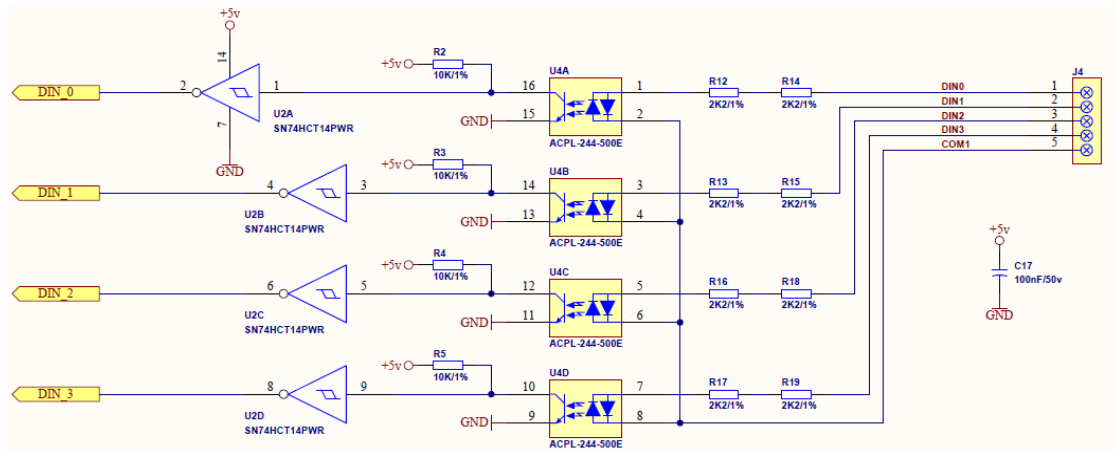 +5v
14
DIN_0
2
1
7
U2A
SN74HCT14PWR
GND
+5v
R2
10K/1%
U4A
16
15
GND
1
2
ACPL-244-500E
R12
2K2/1%
R14
2K2/1%
J4
DIN0
1
DIN1
2
DIN2
3
DIN3
4
COM1
5
DIN_1
4
3
U2B
SN74HCT14PWR
+5v
R3
10K/1%
U4B
14
13
GND
3
4
ACPL-244-500E
R13
2K2/1%
R15
2K2/1%
+5v
C17
100nF/50v
GND
DIN_2
6
5
U2C
SN74HCT14PWR
+5v
R4
10K/1%
U4C
12
11
GND
5
6
ACPL-244-500E
R16
2K2/1%
R18
2K2/1%
DIN_3
8
9
U2D
SN74HCT14PWR
+5v
R5
10K/1%
U4D
10
9
GND
7
8
ACPL-244-500E
R17
2K2/1%
R19
2K2/1%